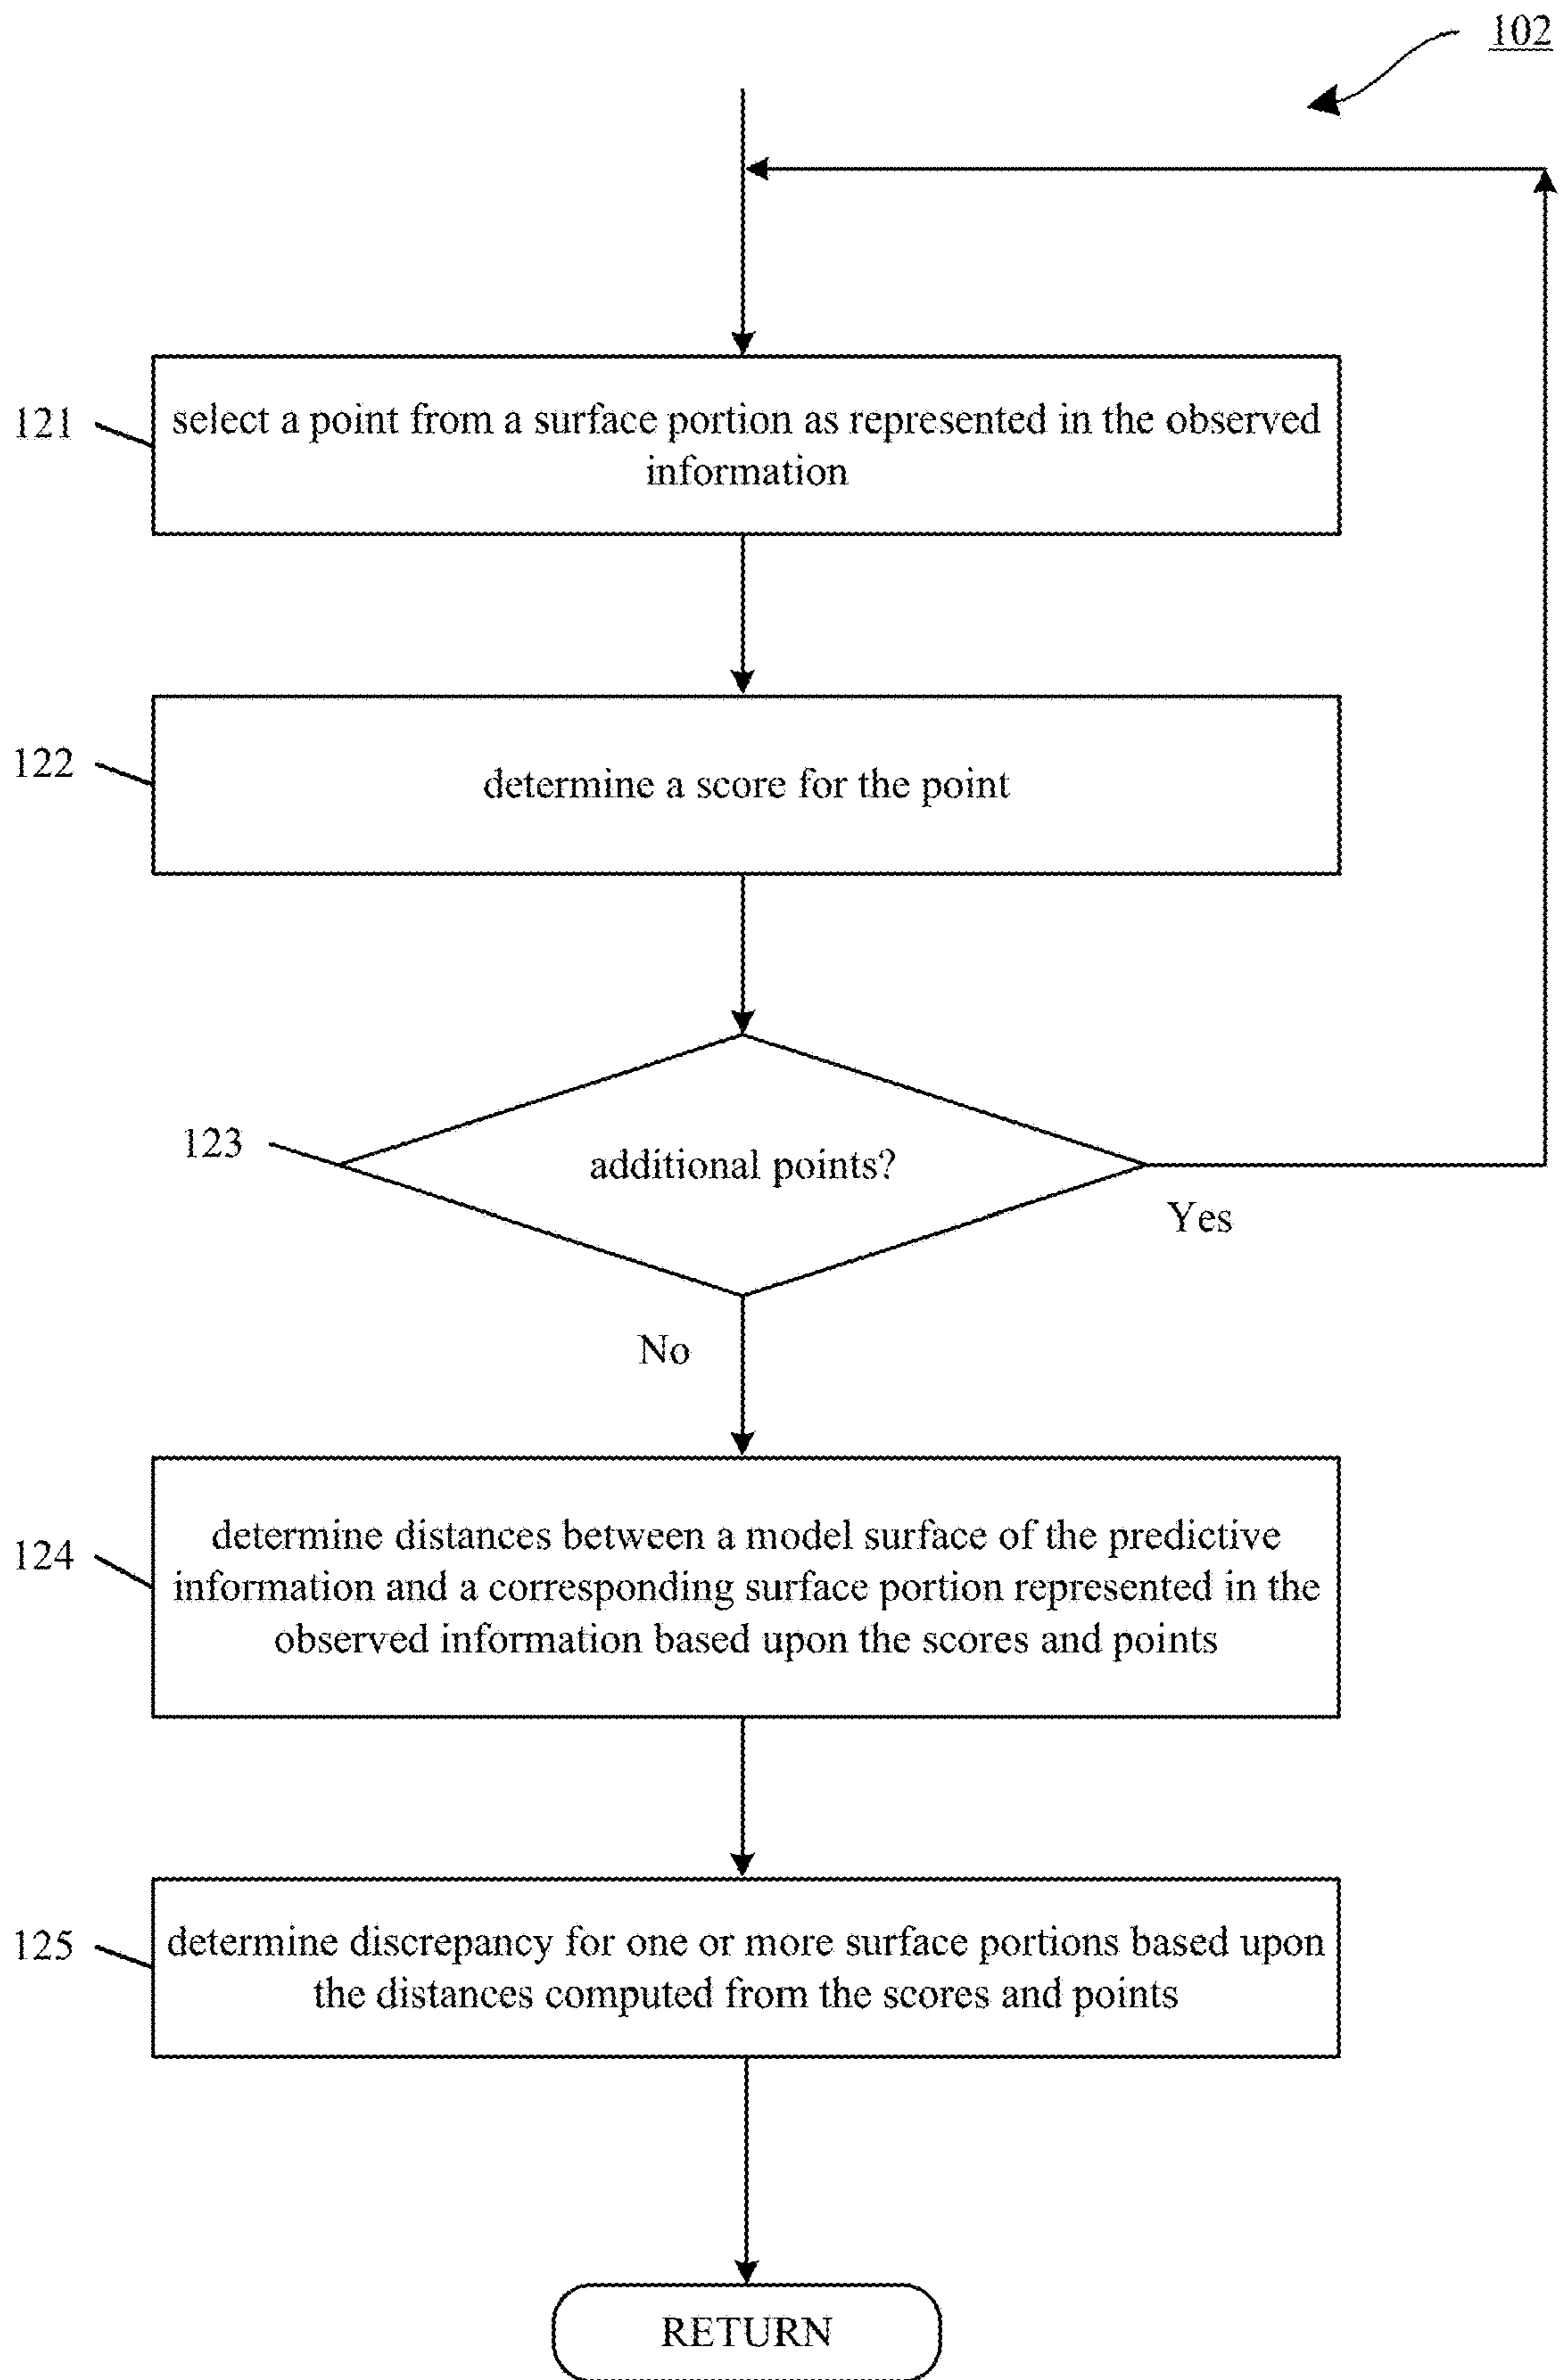 102
121
select a point from a surface portion as represented in the observed
information
122
determine a score for the point
123
additional points?
Yes
No
124
determine distances between a model surface of the predictive
information and a corresponding surface portion represented in the
observed information based upon the scores and points
125
determine discrepancy for one or more surface portions based upon
the distances computed from the scores and points
RETURN